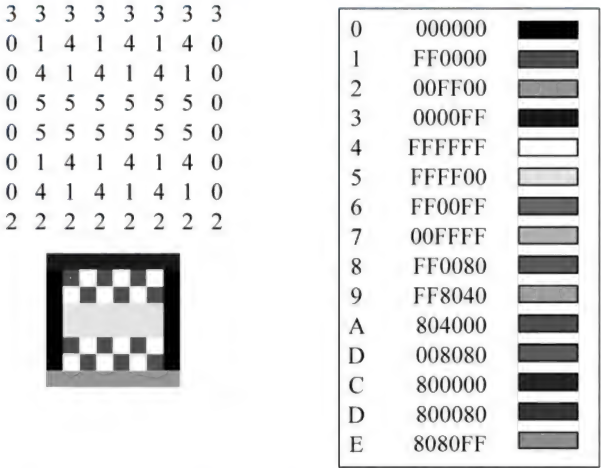 3 3 3 3 3 3 3 3
0 1 4 1 4 1 4 0
0 4 1 4 1 4 1 0
0 5 5 5 5 5 5 0
0 5 5 5 5 5 5 0
0 1 4 1 4 1 4 0
0 4 1 4 1 4 1 0
2 2 2 2 2 2 2 2
0 000000
1 FF0000
2 00FF00
3 0000FF
4 FFFFFF
5 FFFF00
6 FF00FF
7 00FFFF
8 FF0080
9 FF8040
A 804000
D 008080
C 800000
D 800080
E 8080FF